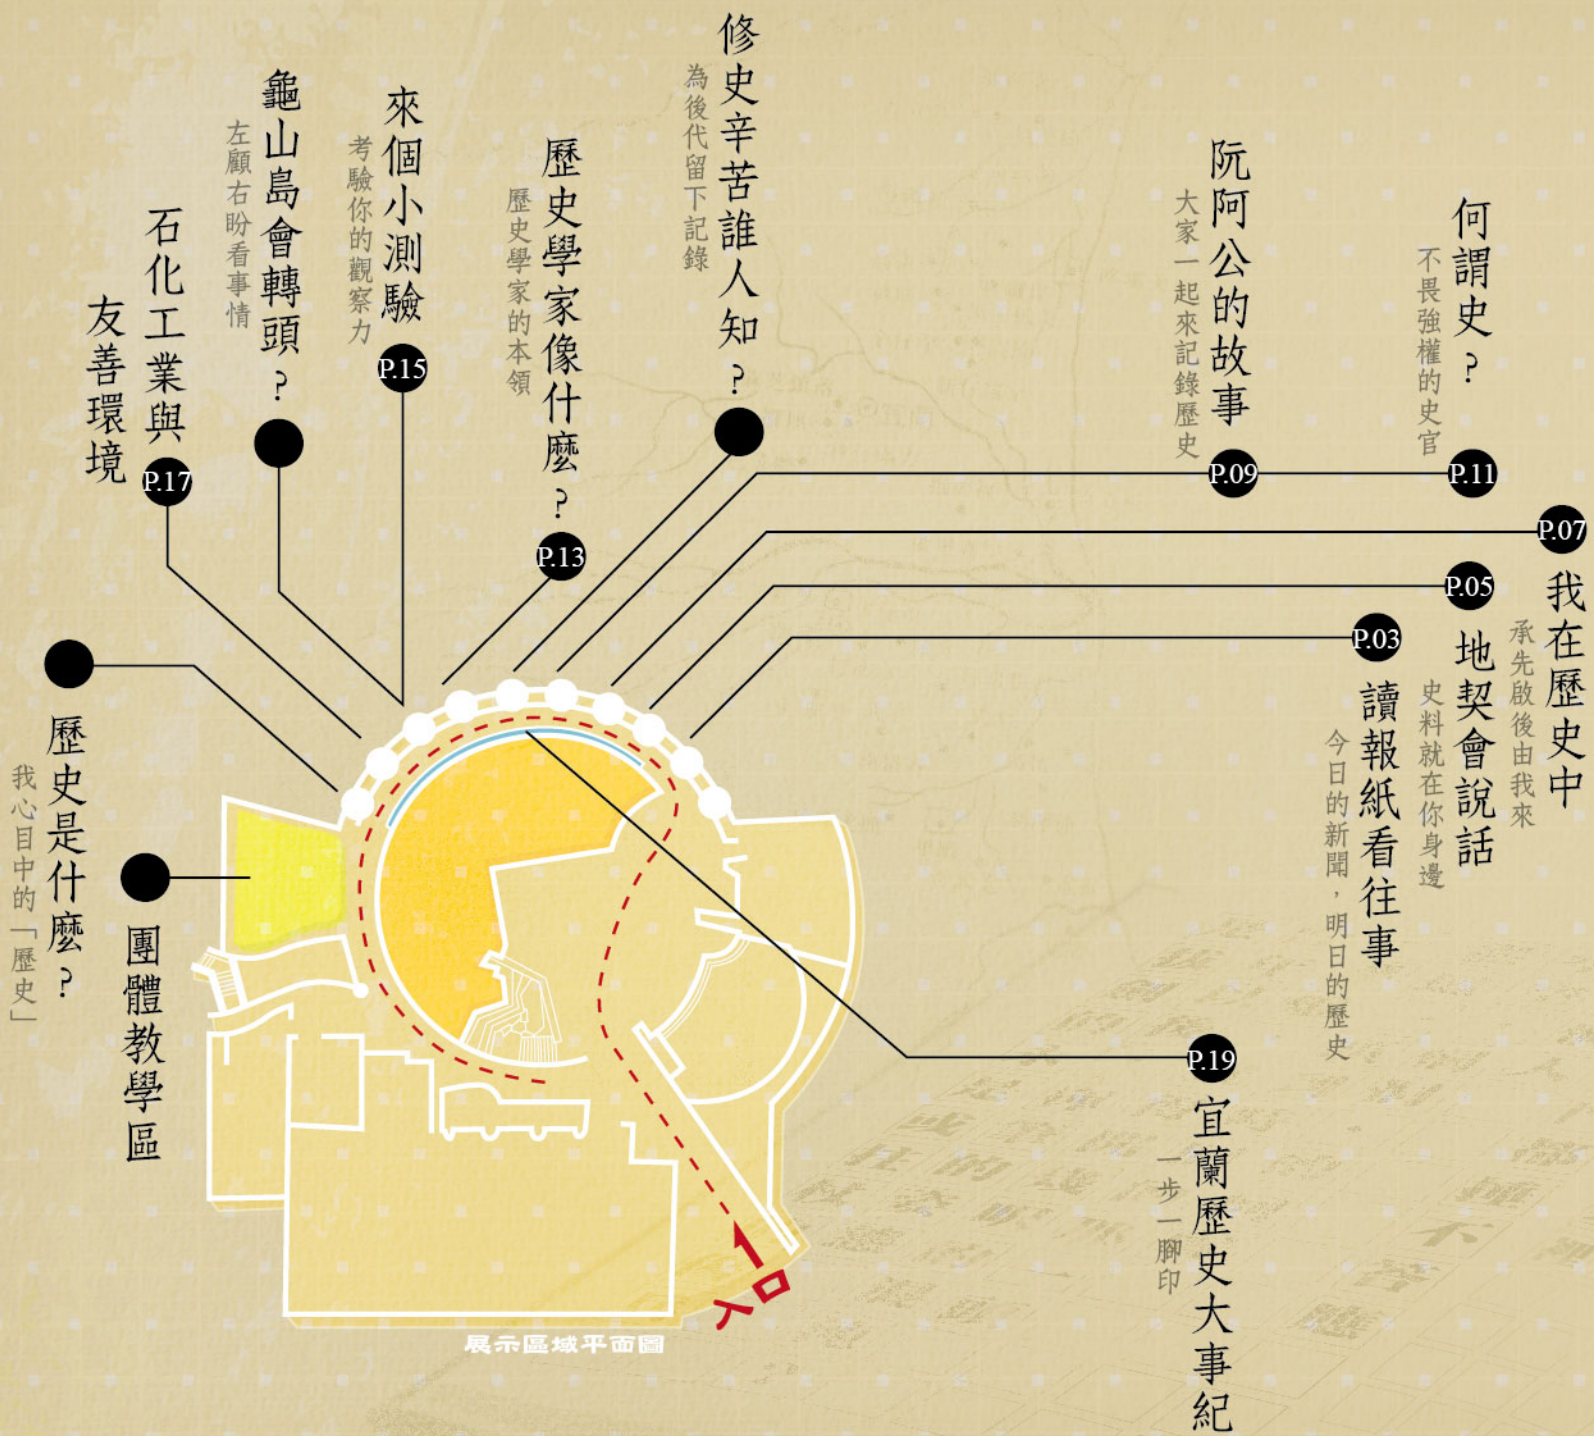 何謂史？
不畏強權的史官
P.11
阮阿公的故事
大家一起來記錄歷史
P.09
修史辛苦誰人知？
為後代留下記錄
歷史學家像什麼？
歷史學家的本領
P.13
來個小測驗
考驗你的觀察力
P.15
龜山島會轉頭？
左顧右盼看事情
石化工業與
友善環境
P.17
P.07
我在歷史中
承先啟後由我來
P.05
地契會說話
史料就在你身邊
P.03
讀報紙看往事
今日的新聞，明日的歷史
P.19
宜蘭歷史大事紀
一步一腳印
團體教學區
歷史是什麼？
我心目中的「歷史」
入口
展示區域平面圖